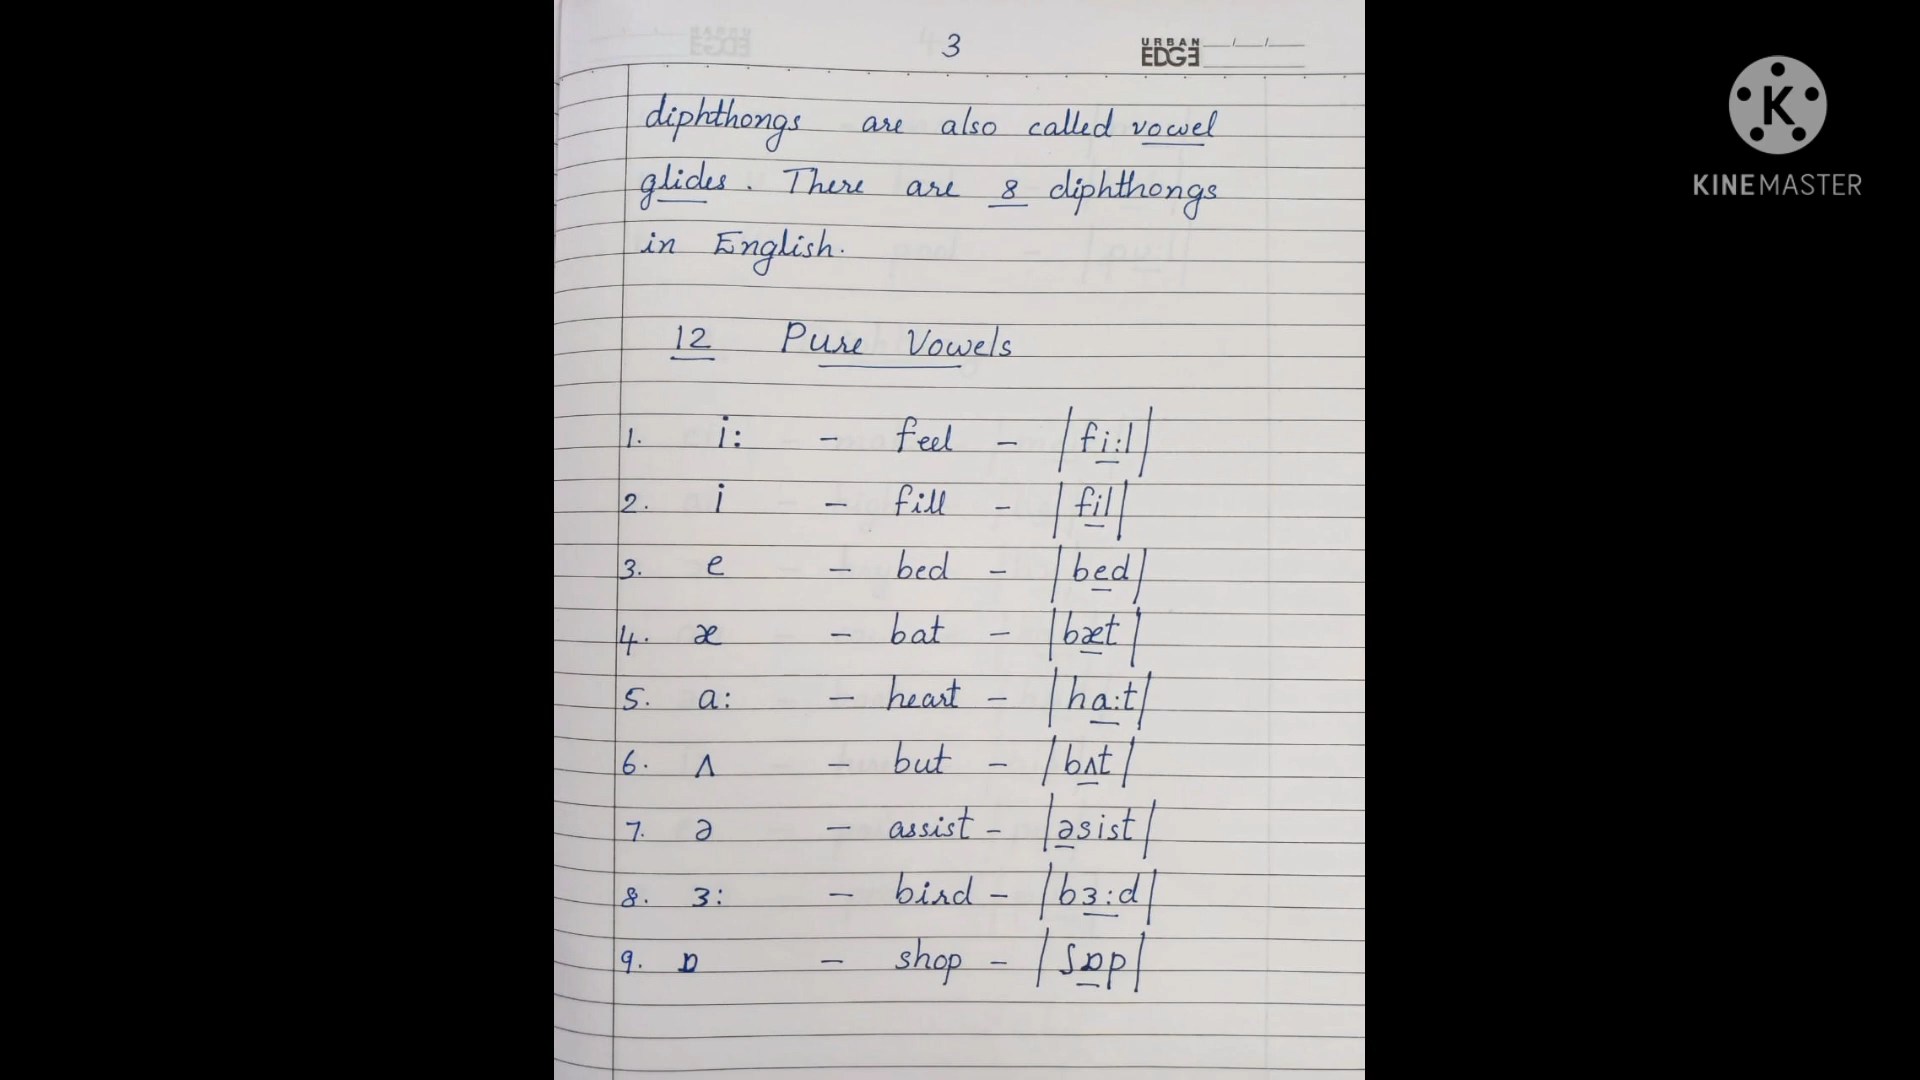 3
URBAN EDGE
diphthongs are also called vowel
glides. There are 8 diphthongs
in English.
12 Pure Vowels
1. i: - feel - |fi:l|
2. i - fill - |fil|
3. e - bed - |bed|
4. æ - bat - |bæt|
5. a: - heart - |ha:t|
6. ʌ - but - |bʌt|
7. ə - assist - |əsist|
8. ɜ: - bird - |bɜ:d|
9. ɒ - shop - |ʃɒp|
K
KINEMASTER